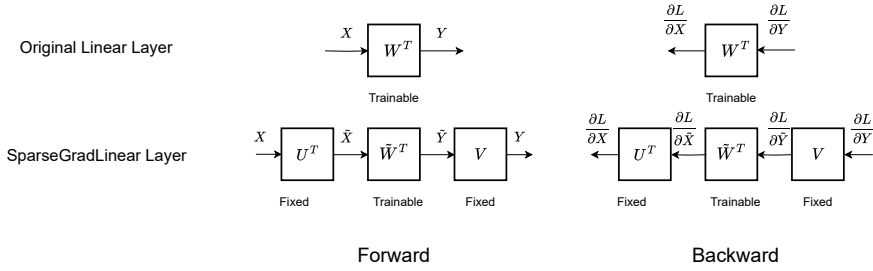 Original Linear Layer
X
W^T
Y
Trainable
∂L/∂X
W^T
∂L/∂Y
Trainable
SparseGradLinear Layer
X
U^T
X̃
W̃^T
Ỹ
V
Y
Fixed
Trainable
Fixed
∂L/∂X
U^T
∂L/∂X̃
W̃^T
∂L/∂Ỹ
V
∂L/∂Y
Fixed
Trainable
Fixed
Forward
Backward